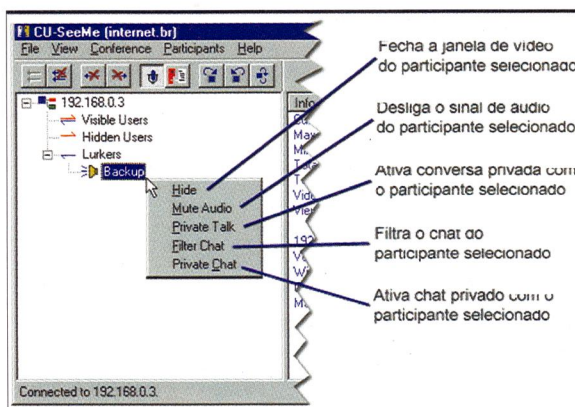 CU-SeeMe (internet.br)
File View Conference Participants Help
192.168.0.3
Visible Users
Hidden Users
Lurkers
Backup
Hide
Mute Audio
Private Talk
Filter Chat
Private Chat
Connected to 192.168.0.3.
Fecha a janela de vídeo
do participante selecionado
Desliga o sinal de áudio
do participante selecionado
Ativa conversa privada com
o participante selecionado
Filtra o chat do
participante selecionado
Ativa chat privado com o
participante selecionado